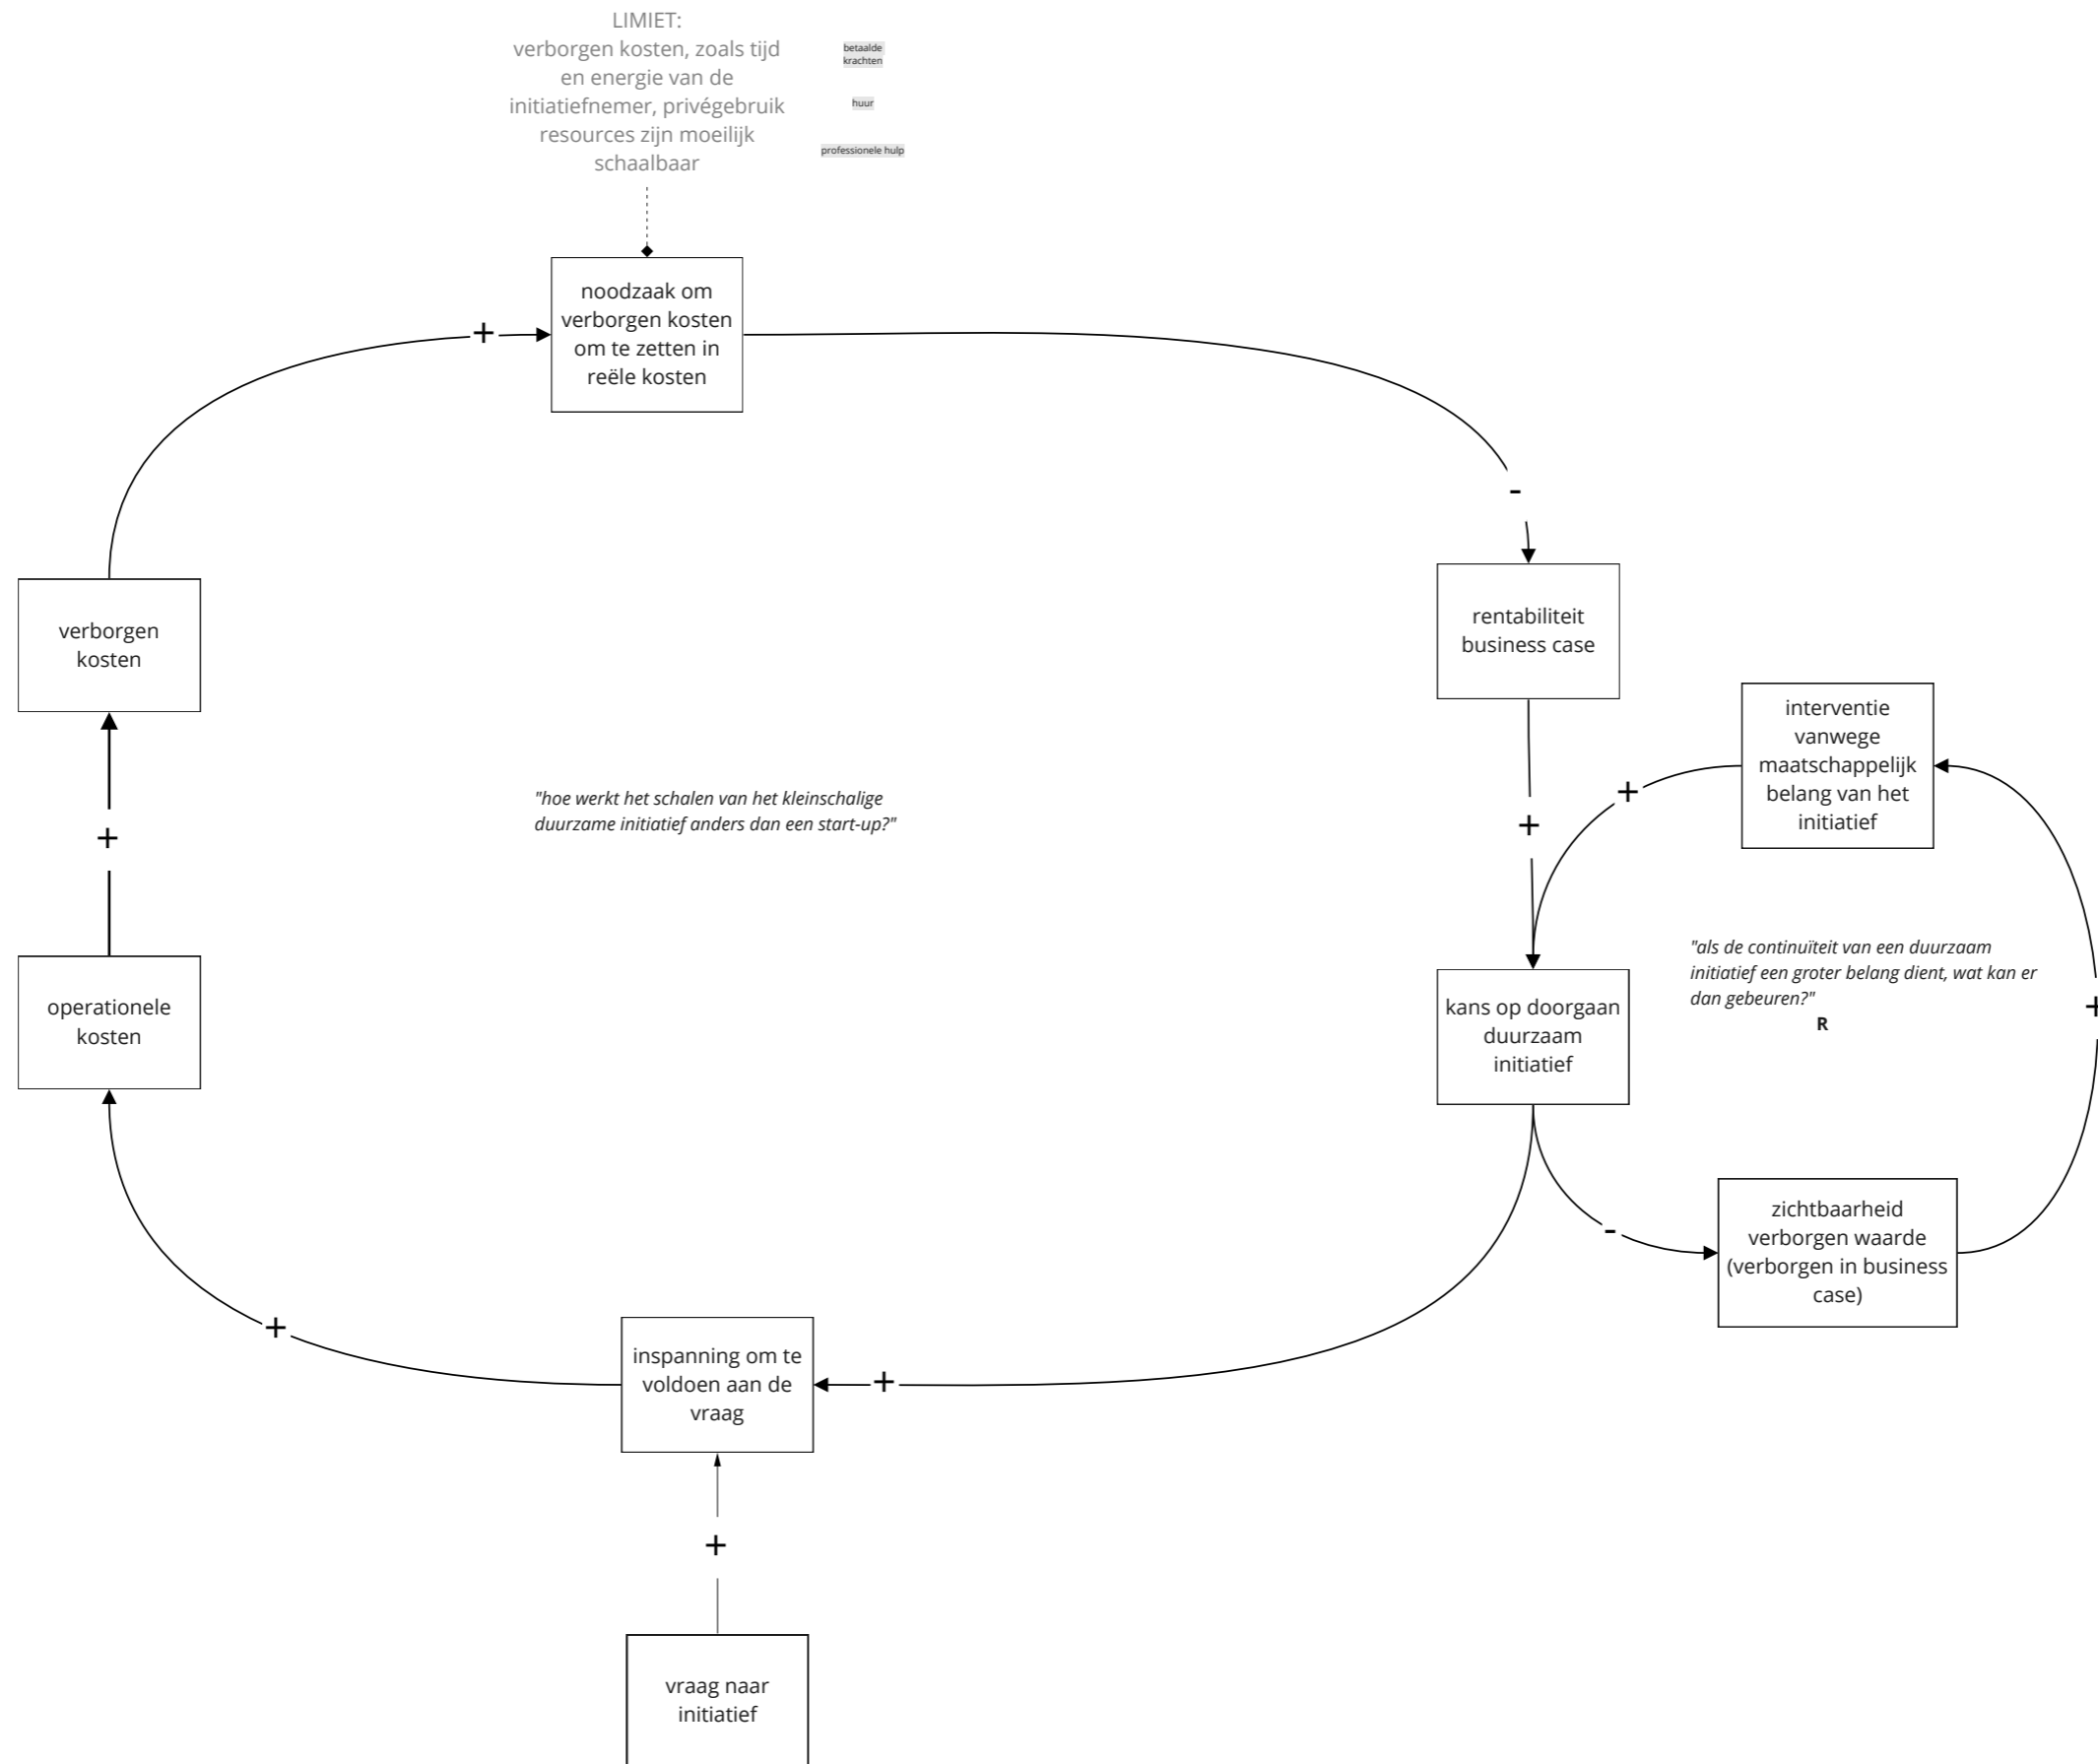 LIMIET:
verborgen kosten, zoals tijd
en energie van de
initiatiefnemer, privégebruik
resources zijn moeilijk
schaalbaar
betaalde
krachten
huur
professionele hulp
noodzaak om
verborgen kosten
om te zetten in
reële kosten
+
-
verborgen
kosten
rentabiliteit
business case
interventie
vanwege
maatschappelijk
belang van het
initiatief
+
+
+
"hoe werkt het schalen van het kleinschalige
duurzame initiatief anders dan een start-up?"
"als de continuïteit van een duurzaam
initiatief een groter belang dient, wat kan er
dan gebeuren?"
R
+
operationele
kosten
kans op doorgaan
duurzaam
initiatief
-
zichtbaarheid
verborgen waarde
(verborgen in business
case)
+
inspanning om te
voldoen aan de
vraag
+
+
vraag naar
initiatief